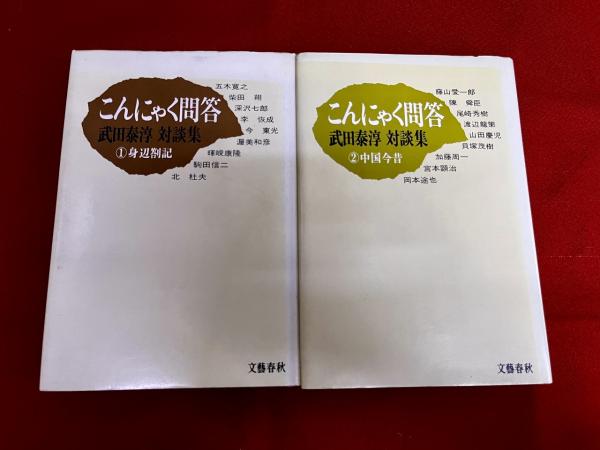 こんにゃく問答
武田泰淳 対談集
①身辺剳記
五木寛之
柴田 翔
深沢七郎
李 恢成
今 東光
渥美和彦
暉峻康隆
駒田信二
北 杜夫
文藝春秋
こんにゃく問答
武田泰淳 対談集
②中国今昔
藤山愛一郎
陳 舜臣
尾崎秀樹
渡辺龍策
山田慶児
貝塚茂樹
加藤周一
宮本顕治
岡本途也
文藝春秋